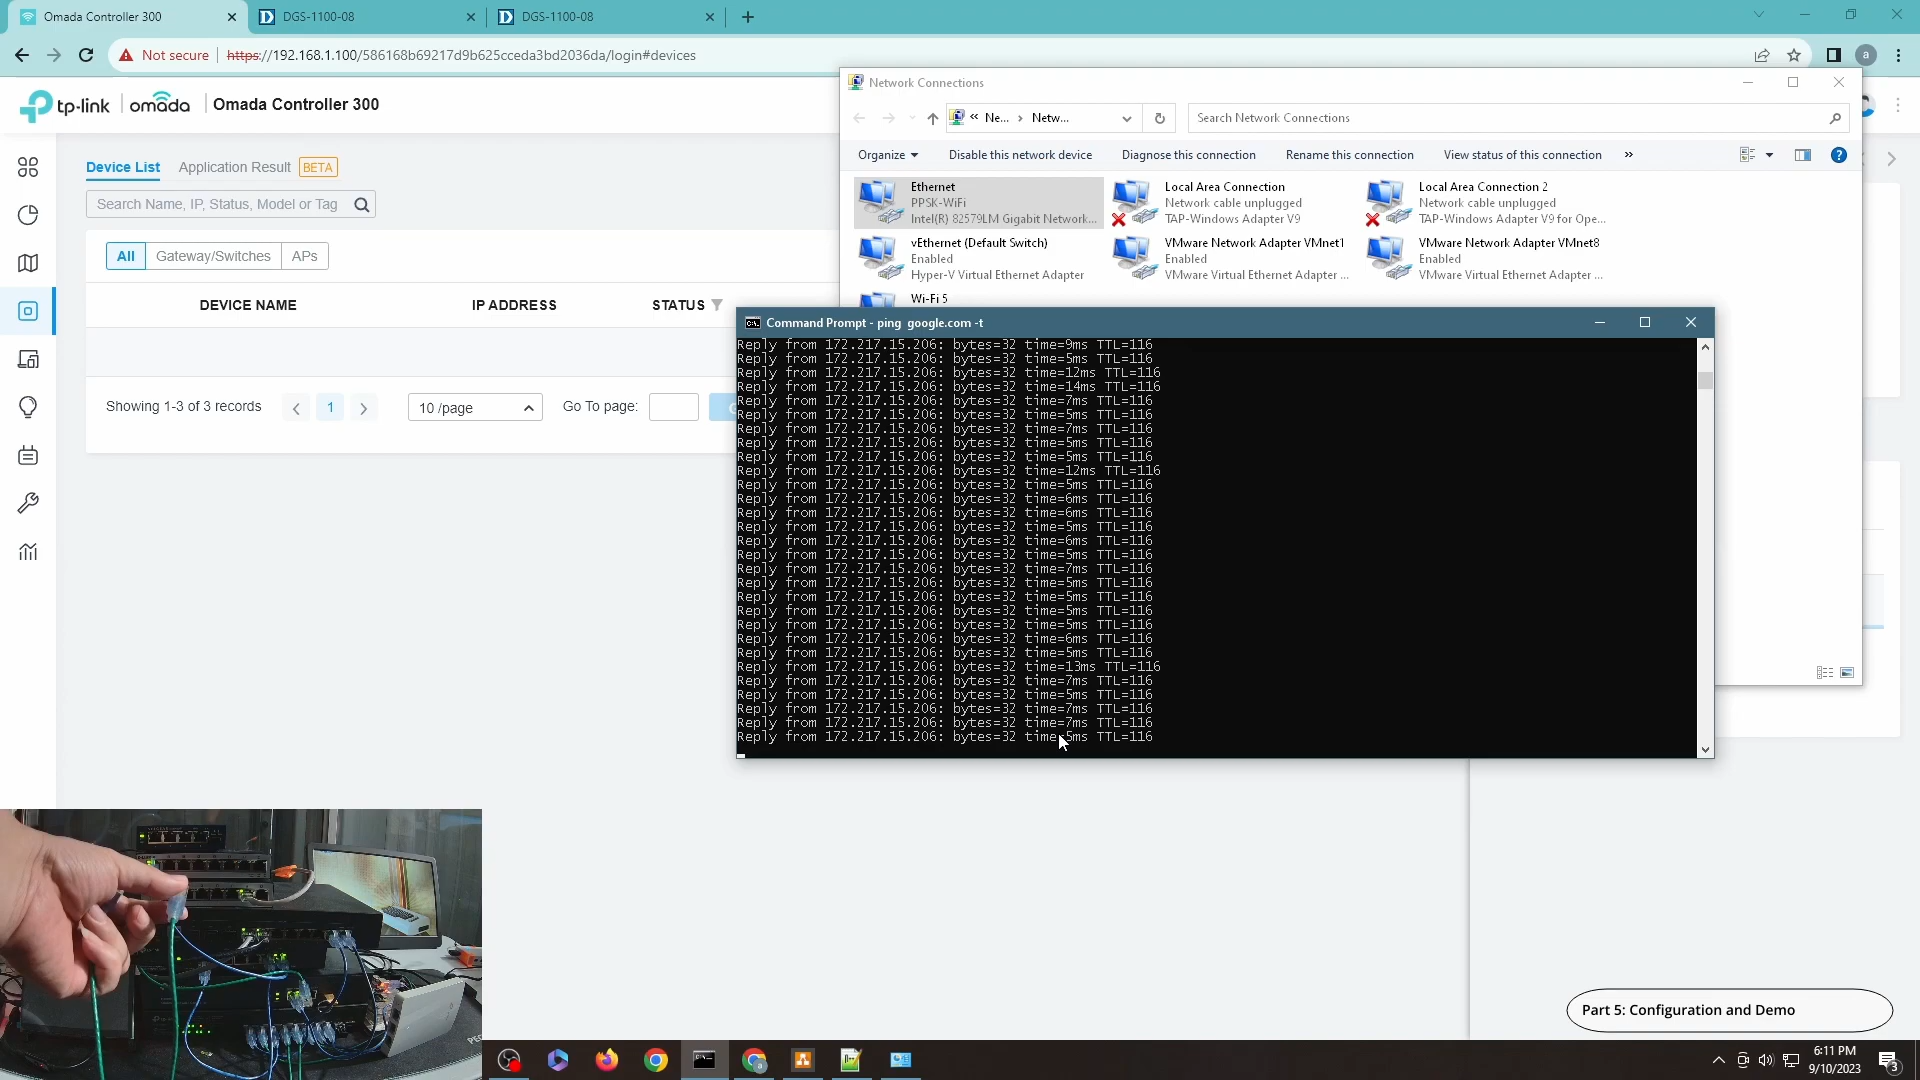 Omada Controller 300
DGS-1100-08
DGS-1100-08
Not secure
https://192.168.1.100/586168b69217d9b625cceda3bd2036da/login#devices
a
tp-link
omada
Omada Controller 300
Device List
Application Result
BETA
Search Name, IP, Status, Model or Tag
All
Gateway/Switches
APs
DEVICE NAME
IP ADDRESS
STATUS
Showing 1-3 of 3 records
1
10 /page
Go To page:
Network Connections
« Ne... › Netw...
Search Network Connections
Organize
Disable this network device
Diagnose this connection
Rename this connection
View status of this connection
»
Ethernet
PPSK-WiFi
Intel(R) 82579LM Gigabit Network...
Local Area Connection
Network cable unplugged
TAP-Windows Adapter V9
Local Area Connection 2
Network cable unplugged
TAP-Windows Adapter V9 for Ope...
vEthernet (Default Switch)
Enabled
Hyper-V Virtual Ethernet Adapter
VMware Network Adapter VMnet1
Enabled
VMware Virtual Ethernet Adapter ...
VMware Network Adapter VMnet8
Enabled
VMware Virtual Ethernet Adapter ...
Wi-Fi 5
Command Prompt - ping google.com -t
Reply from 172.217.15.206: bytes=32 time=9ms TTL=116
Reply from 172.217.15.206: bytes=32 time=5ms TTL=116
Reply from 172.217.15.206: bytes=32 time=12ms TTL=116
Reply from 172.217.15.206: bytes=32 time=14ms TTL=116
Reply from 172.217.15.206: bytes=32 time=7ms TTL=116
Reply from 172.217.15.206: bytes=32 time=5ms TTL=116
Reply from 172.217.15.206: bytes=32 time=7ms TTL=116
Reply from 172.217.15.206: bytes=32 time=5ms TTL=116
Reply from 172.217.15.206: bytes=32 time=5ms TTL=116
Reply from 172.217.15.206: bytes=32 time=12ms TTL=116
Reply from 172.217.15.206: bytes=32 time=5ms TTL=116
Reply from 172.217.15.206: bytes=32 time=6ms TTL=116
Reply from 172.217.15.206: bytes=32 time=6ms TTL=116
Reply from 172.217.15.206: bytes=32 time=5ms TTL=116
Reply from 172.217.15.206: bytes=32 time=6ms TTL=116
Reply from 172.217.15.206: bytes=32 time=5ms TTL=116
Reply from 172.217.15.206: bytes=32 time=7ms TTL=116
Reply from 172.217.15.206: bytes=32 time=5ms TTL=116
Reply from 172.217.15.206: bytes=32 time=5ms TTL=116
Reply from 172.217.15.206: bytes=32 time=5ms TTL=116
Reply from 172.217.15.206: bytes=32 time=5ms TTL=116
Reply from 172.217.15.206: bytes=32 time=6ms TTL=116
Reply from 172.217.15.206: bytes=32 time=5ms TTL=116
Reply from 172.217.15.206: bytes=32 time=13ms TTL=116
Reply from 172.217.15.206: bytes=32 time=7ms TTL=116
Reply from 172.217.15.206: bytes=32 time=5ms TTL=116
Reply from 172.217.15.206: bytes=32 time=7ms TTL=116
Reply from 172.217.15.206: bytes=32 time=7ms TTL=116
Reply from 172.217.15.206: bytes=32 time=5ms TTL=116
Part 5: Configuration and Demo
6:11 PM
9/10/2023
3